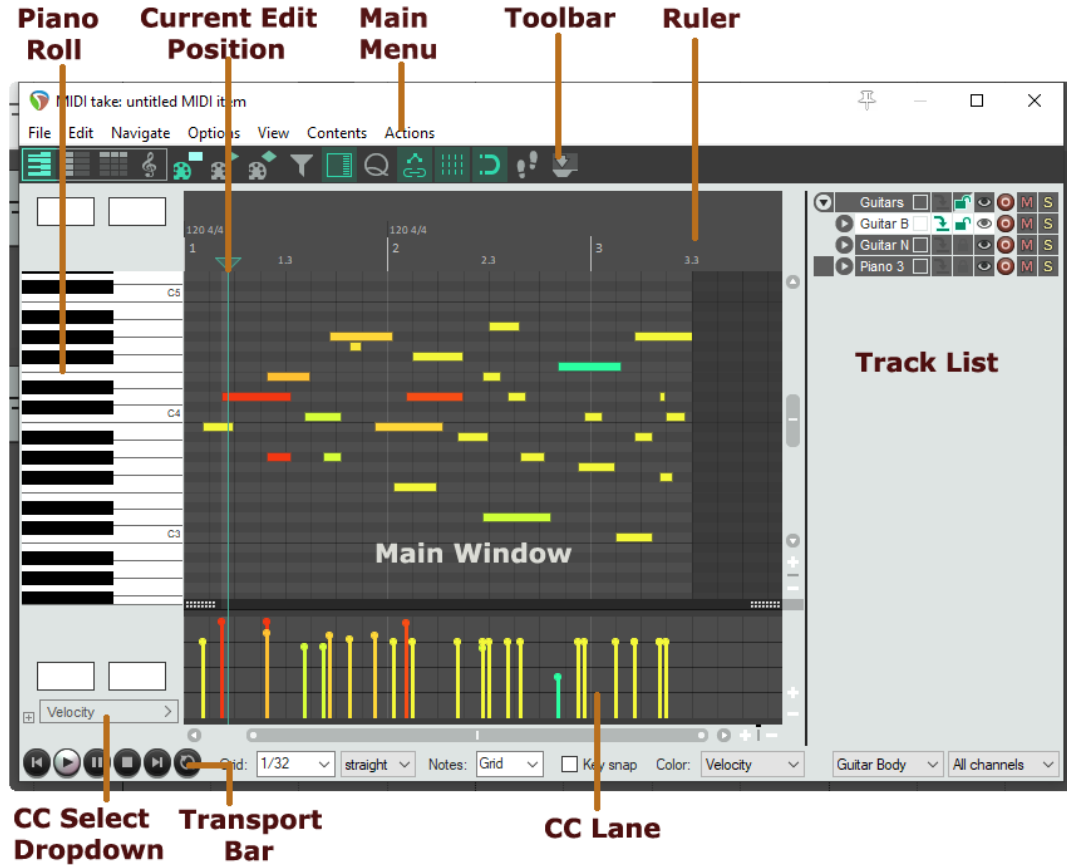 Piano
Roll
Current Edit
Position
Main
Menu
Toolbar
Ruler
MIDI take: untitled MIDI item
File Edit Navigate Options View Contents Actions
120 4/4
1
1.3
120 4/4
2
2.3
3
3.3
Guitars M S
Guitar B M S
Guitar N M S
Piano 3 M S
C5
C4
C3
Track List
Main Window
Velocity
Grid: 1/32 straight Notes: Grid Key snap Color: Velocity Guitar Body All channels
CC Select
Dropdown
Transport
Bar
CC Lane